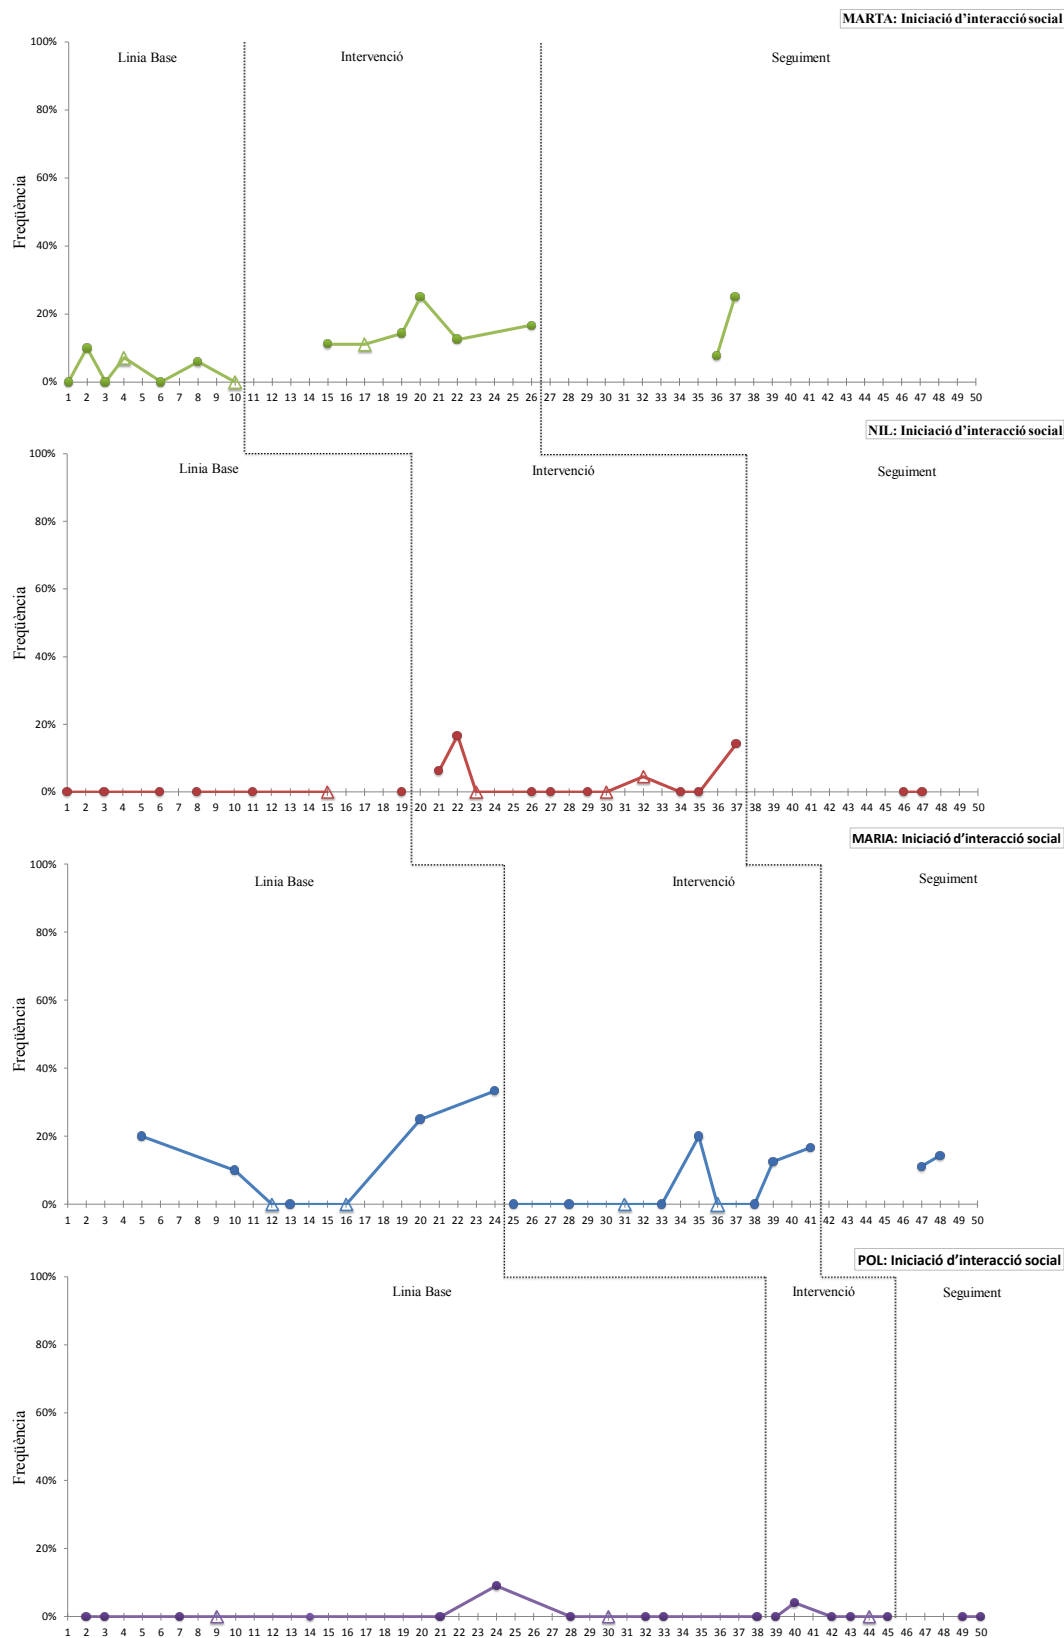 MARTA: Iniciació d'interacció social
100%
Linia Base
Intervenció
Seguiment
80%
60%
Freqüència
40%
20%
0%
1 2 3 4 5 6 7 8 9 10 11 12 13 14 15 16 17 18 19 20 21 22 23 24 25 26 27 28 29 30 31 32 33 34 35 36 37 38 39 40 41 42 43 44 45 46 47 48 49 50
NIL: Iniciació d'interacció social
100%
Linia Base
Intervenció
Seguiment
80%
60%
Freqüència
40%
20%
0%
1 2 3 4 5 6 7 8 9 10 11 12 13 14 15 16 17 18 19 20 21 22 23 24 25 26 27 28 29 30 31 32 33 34 35 36 37 38 39 40 41 42 43 44 45 46 47 48 49 50
MARIA: Iniciació d'interacció social
100%
Linia Base
Intervenció
Seguiment
80%
60%
Freqüència
40%
20%
0%
1 2 3 4 5 6 7 8 9 10 11 12 13 14 15 16 17 18 19 20 21 22 23 24 25 26 27 28 29 30 31 32 33 34 35 36 37 38 39 40 41 42 43 44 45 46 47 48 49 50
POL: Iniciació d'interacció social
100%
Linia Base
Intervenció
Seguiment
80%
60%
Freqüència
40%
20%
0%
1 2 3 4 5 6 7 8 9 10 11 12 13 14 15 16 17 18 19 20 21 22 23 24 25 26 27 28 29 30 31 32 33 34 35 36 37 38 39 40 41 42 43 44 45 46 47 48 49 50